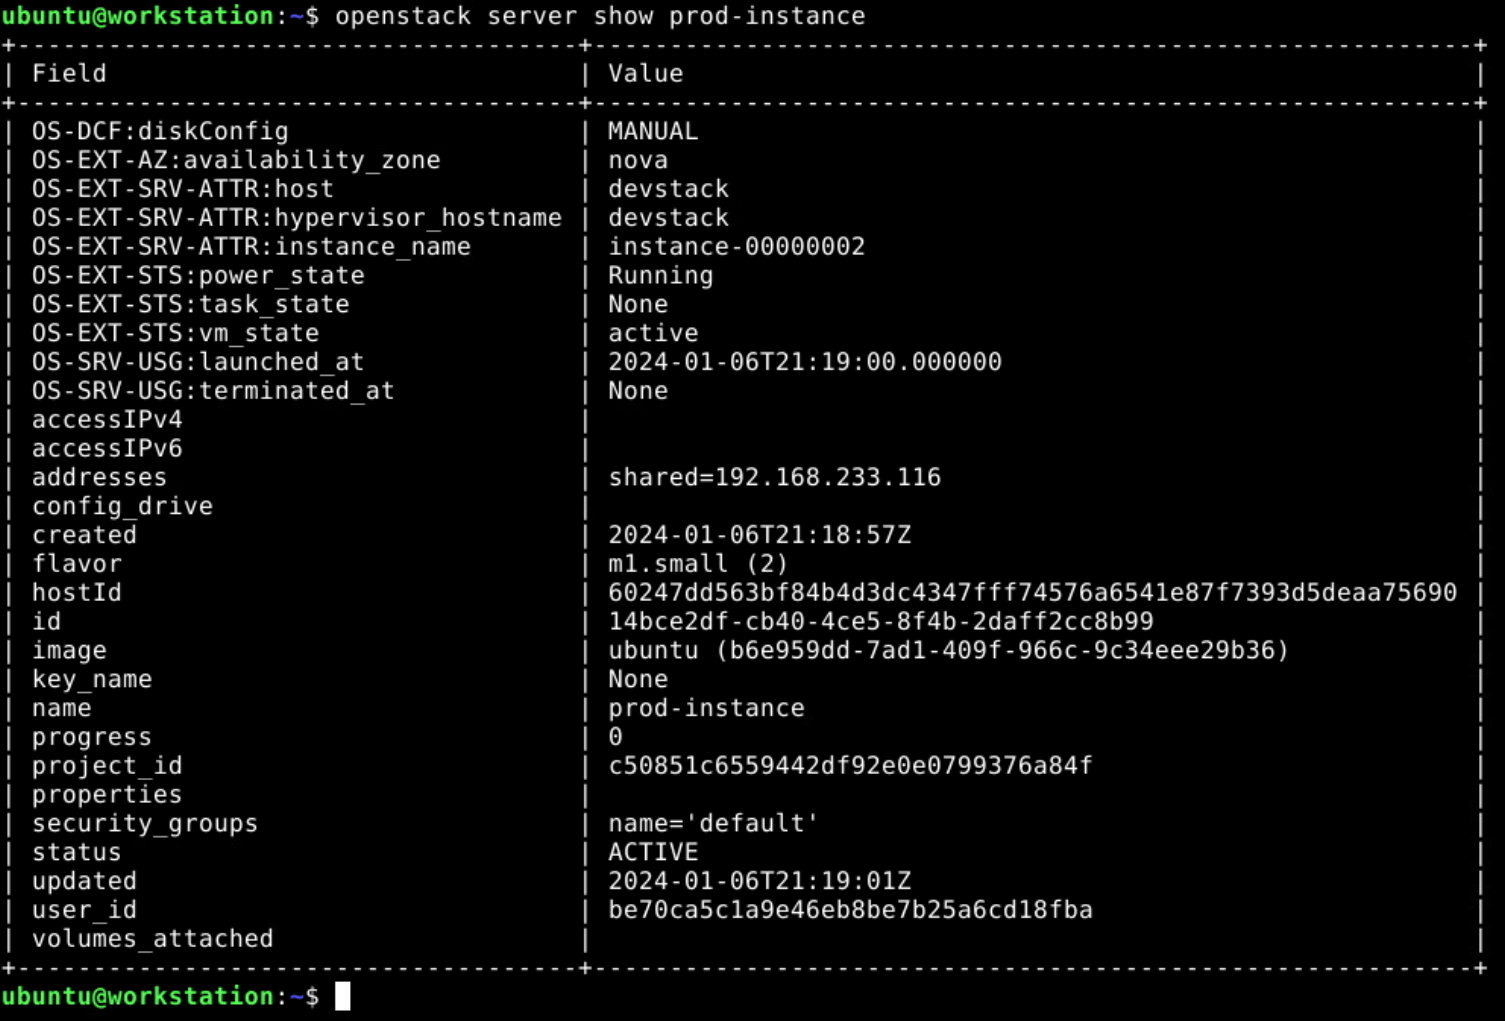 ubuntu@workstation:~$ openstack server show prod-instance
+-------------------------------------+----------------------------------------------------------+
| Field                               | Value                                                    |
+-------------------------------------+----------------------------------------------------------+
| OS-DCF:diskConfig                   | MANUAL                                                   |
| OS-EXT-AZ:availability_zone         | nova                                                     |
| OS-EXT-SRV-ATTR:host                | devstack                                                 |
| OS-EXT-SRV-ATTR:hypervisor_hostname | devstack                                                 |
| OS-EXT-SRV-ATTR:instance_name       | instance-00000002                                        |
| OS-EXT-STS:power_state              | Running                                                  |
| OS-EXT-STS:task_state               | None                                                     |
| OS-EXT-STS:vm_state                 | active                                                   |
| OS-SRV-USG:launched_at              | 2024-01-06T21:19:00.000000                               |
| OS-SRV-USG:terminated_at            | None                                                     |
| accessIPv4                          |                                                          |
| accessIPv6                          |                                                          |
| addresses                           | shared=192.168.233.116                                   |
| config_drive                        |                                                          |
| created                             | 2024-01-06T21:18:57Z                                     |
| flavor                              | m1.small (2)                                             |
| hostId                              | 60247dd563bf84b4d3dc4347fff74576a6541e87f7393d5deaa75690 |
| id                                  | 14bce2df-cb40-4ce5-8f4b-2daff2cc8b99                     |
| image                               | ubuntu (b6e959dd-7ad1-409f-966c-9c34eee29b36)            |
| key_name                            | None                                                     |
| name                                | prod-instance                                            |
| progress                            | 0                                                        |
| project_id                          | c50851c6559442df92e0e0799376a84f                         |
| properties                          |                                                          |
| security_groups                     | name='default'                                           |
| status                              | ACTIVE                                                   |
| updated                             | 2024-01-06T21:19:01Z                                     |
| user_id                             | be70ca5c1a9e46eb8be7b25a6cd18fba                         |
| volumes_attached                    |                                                          |
+-------------------------------------+----------------------------------------------------------+
ubuntu@workstation:~$